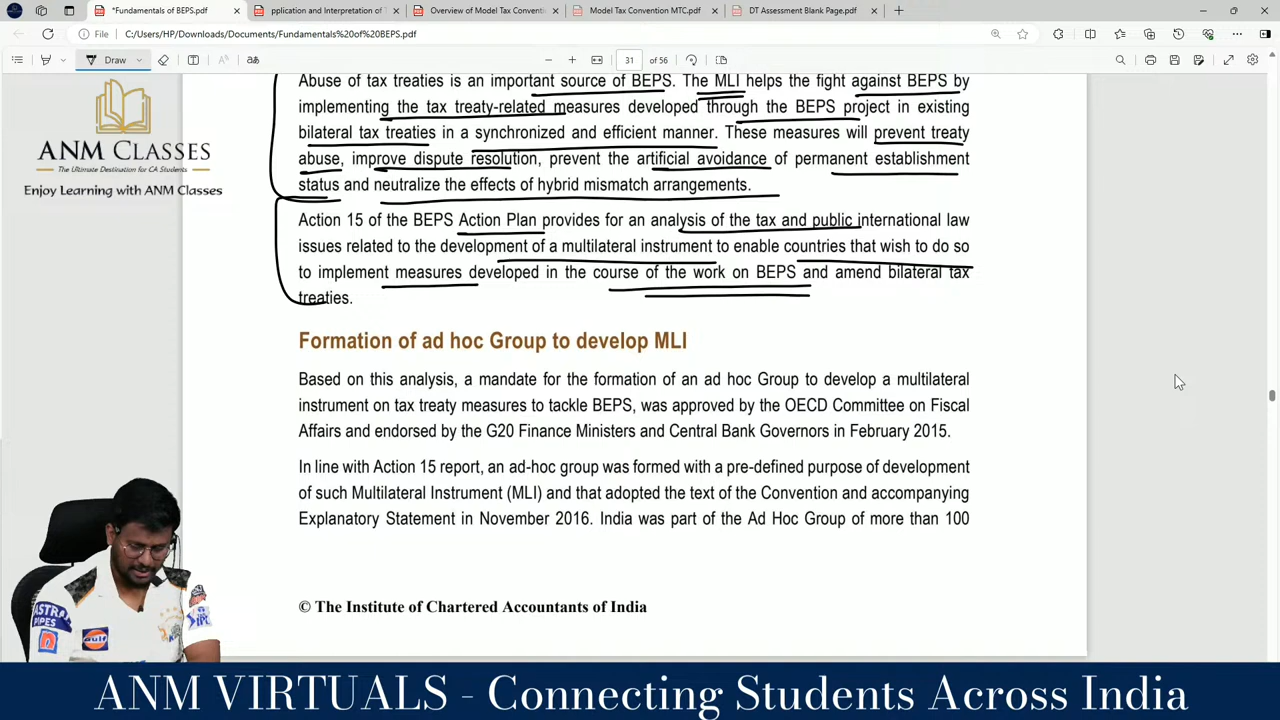 *Fundamentals of BEPS.pdf
pplication and Interpretation of T
Overview of Model Tax Conventi
Model Tax Convention MTC.pdf
DT Assessment Blank Page.pdf
File
C:/Users/HP/Downloads/Documents/Fundamentals%20of%20BEPS.pdf
Draw
31 of 56
Abuse of tax treaties is an important source of BEPS. The MLI helps the fight against BEPS by
implementing the tax treaty-related measures developed through the BEPS project in existing
bilateral tax treaties in a synchronized and efficient manner. These measures will prevent treaty
abuse, improve dispute resolution, prevent the artificial avoidance of permanent establishment
status and neutralize the effects of hybrid mismatch arrangements.
Action 15 of the BEPS Action Plan provides for an analysis of the tax and public international law
issues related to the development of a multilateral instrument to enable countries that wish to do so
to implement measures developed in the course of the work on BEPS and amend bilateral tax
treaties.
Formation of ad hoc Group to develop MLI
Based on this analysis, a mandate for the formation of an ad hoc Group to develop a multilateral
instrument on tax treaty measures to tackle BEPS, was approved by the OECD Committee on Fiscal
Affairs and endorsed by the G20 Finance Ministers and Central Bank Governors in February 2015.
In line with Action 15 report, an ad-hoc group was formed with a pre-defined purpose of development
of such Multilateral Instrument (MLI) and that adopted the text of the Convention and accompanying
Explanatory Statement in November 2016. India was part of the Ad Hoc Group of more than 100
© The Institute of Chartered Accountants of India
ANM CLASSES
The Ultimate Destination for CA Students
Enjoy Learning with ANM Classes
ASTRAL
PIPES
Gulf
IPL
ANM VIRTUALS - Connecting Students Across India